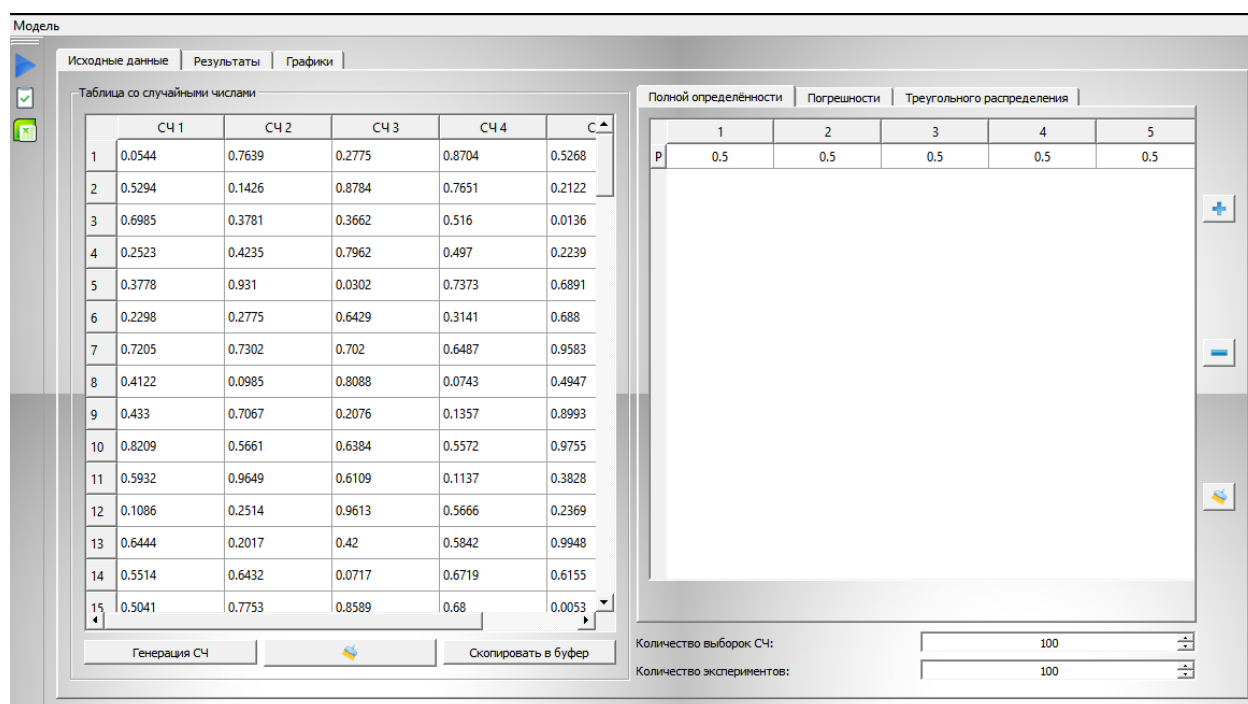 Модель
Исходные данные Результаты Графики
Таблица со случайными числами
СЧ 1 СЧ 2 СЧ 3 СЧ 4 С
1 0.0544 0.7639 0.2775 0.8704 0.5268
2 0.5294 0.1426 0.8784 0.7651 0.2122
3 0.6985 0.3781 0.3662 0.516 0.0136
4 0.2523 0.4235 0.7962 0.497 0.2239
5 0.3778 0.931 0.0302 0.7373 0.6891
6 0.2298 0.2775 0.6429 0.3141 0.688
7 0.7205 0.7302 0.702 0.6487 0.9583
8 0.4122 0.0985 0.8088 0.0743 0.4947
9 0.433 0.7067 0.2076 0.1357 0.8993
10 0.8209 0.5661 0.6384 0.5572 0.9755
11 0.5932 0.9649 0.6109 0.1137 0.3828
12 0.1086 0.2514 0.9613 0.5666 0.2369
13 0.6444 0.2017 0.42 0.5842 0.9948
14 0.5514 0.6432 0.0717 0.6719 0.6155
15 0.5041 0.7753 0.8589 0.68 0.0053
Генерация СЧ Скопировать в буфер
Полной определённости Погрешности Треугольного распределения
1 2 3 4 5
P 0.5 0.5 0.5 0.5 0.5
Количество выборок СЧ: 100
Количество экспериментов: 100